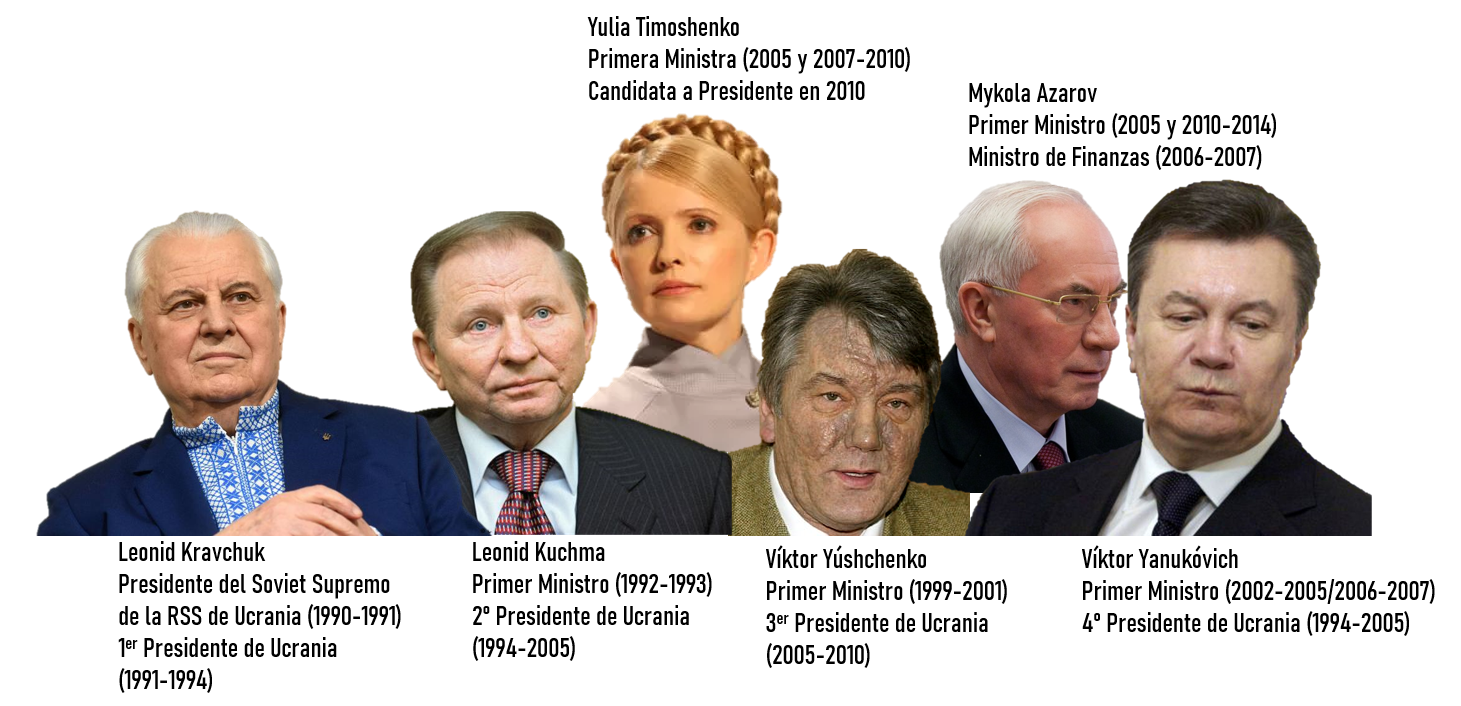 Yulia Timoshenko
Primera Ministra (2005 y 2007-2010)
Candidata a Presidente en 2010
Mykola Azarov
Primer Ministro (2005 y 2010-2014)
Ministro de Finanzas (2006-2007)
Leonid Kravchuk
Presidente del Soviet Supremo
de la RSS de Ucrania (1990-1991)
1er Presidente de Ucrania
(1991-1994)
Leonid Kuchma
Primer Ministro (1992-1993)
2º Presidente de Ucrania
(1994-2005)
Víktor Yúshchenko
Primer Ministro (1999-2001)
3er Presidente de Ucrania
(2005-2010)
Víktor Yanukóvich
Primer Ministro (2002-2005/2006-2007)
4º Presidente de Ucrania (1994-2005)